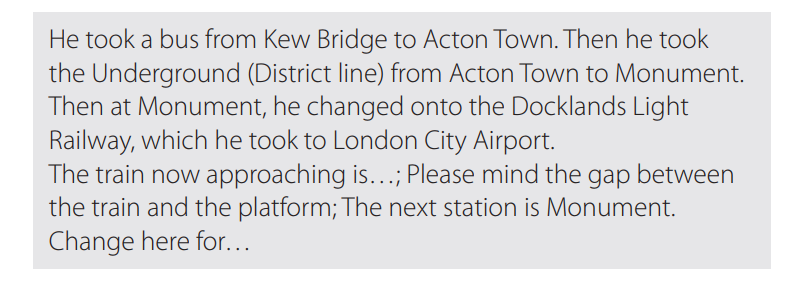 He took a bus from Kew Bridge to Acton Town. Then he took
the Underground (District line) from Acton Town to Monument.
Then at Monument, he changed onto the Docklands Light
Railway, which he took to London City Airport.
The train now approaching is…; Please mind the gap between
the train and the platform; The next station is Monument.
Change here for…